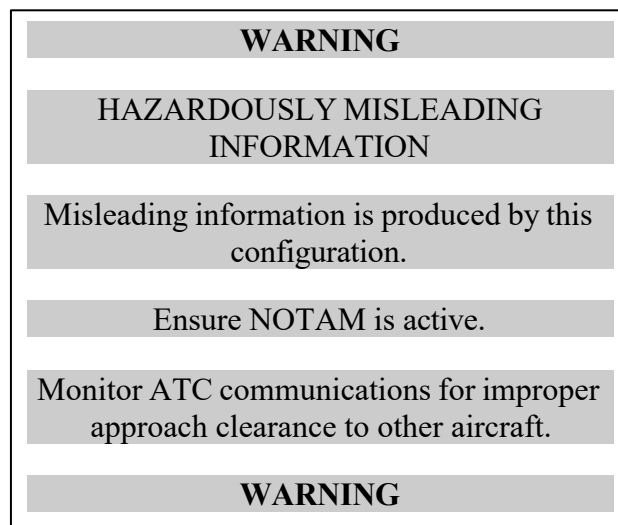 WARNING
HAZARDOUSLY MISLEADING
INFORMATION
Misleading information is produced by this
configuration.
Ensure NOTAM is active.
Monitor ATC communications for improper
approach clearance to other aircraft.
WARNING